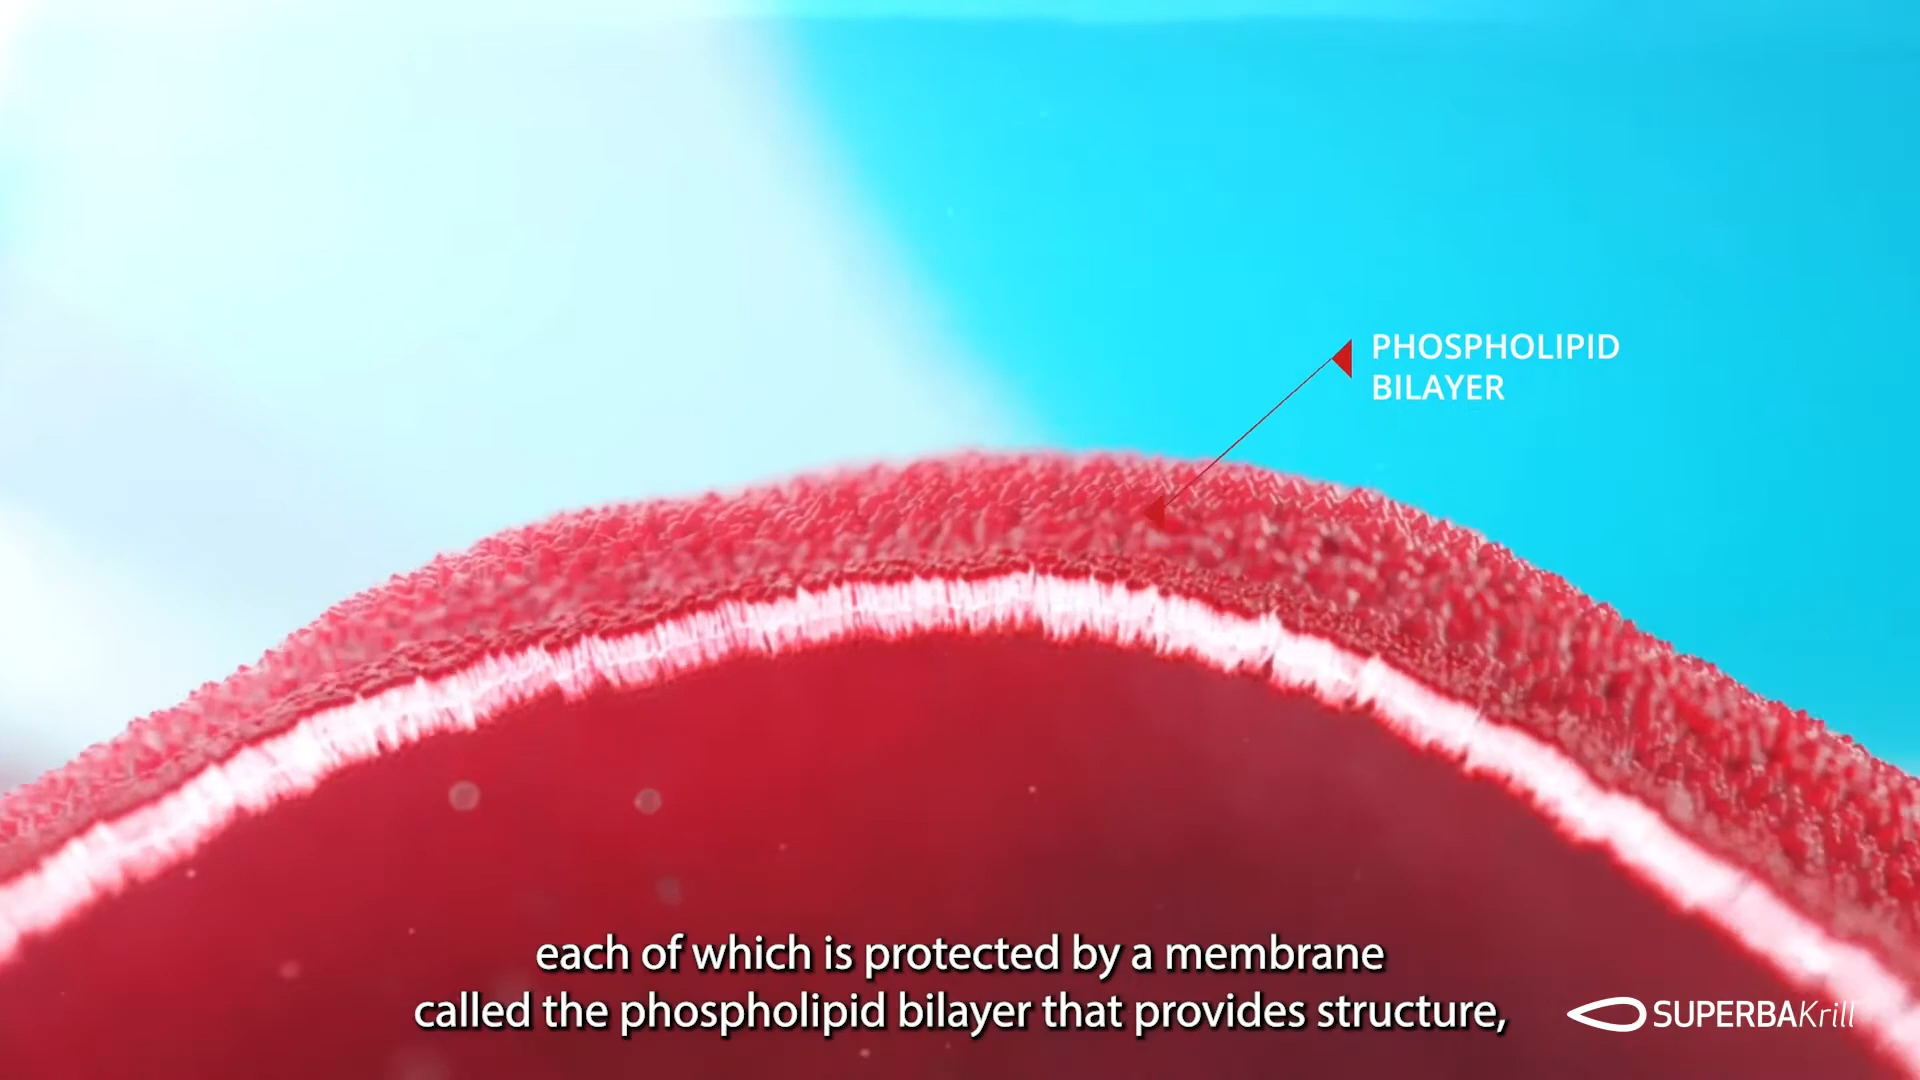 PHOSPHOLIPID
BILAYER
each of which is protected by a membrane
called the phospholipid bilayer that provides structure,
SUPERBAKrill